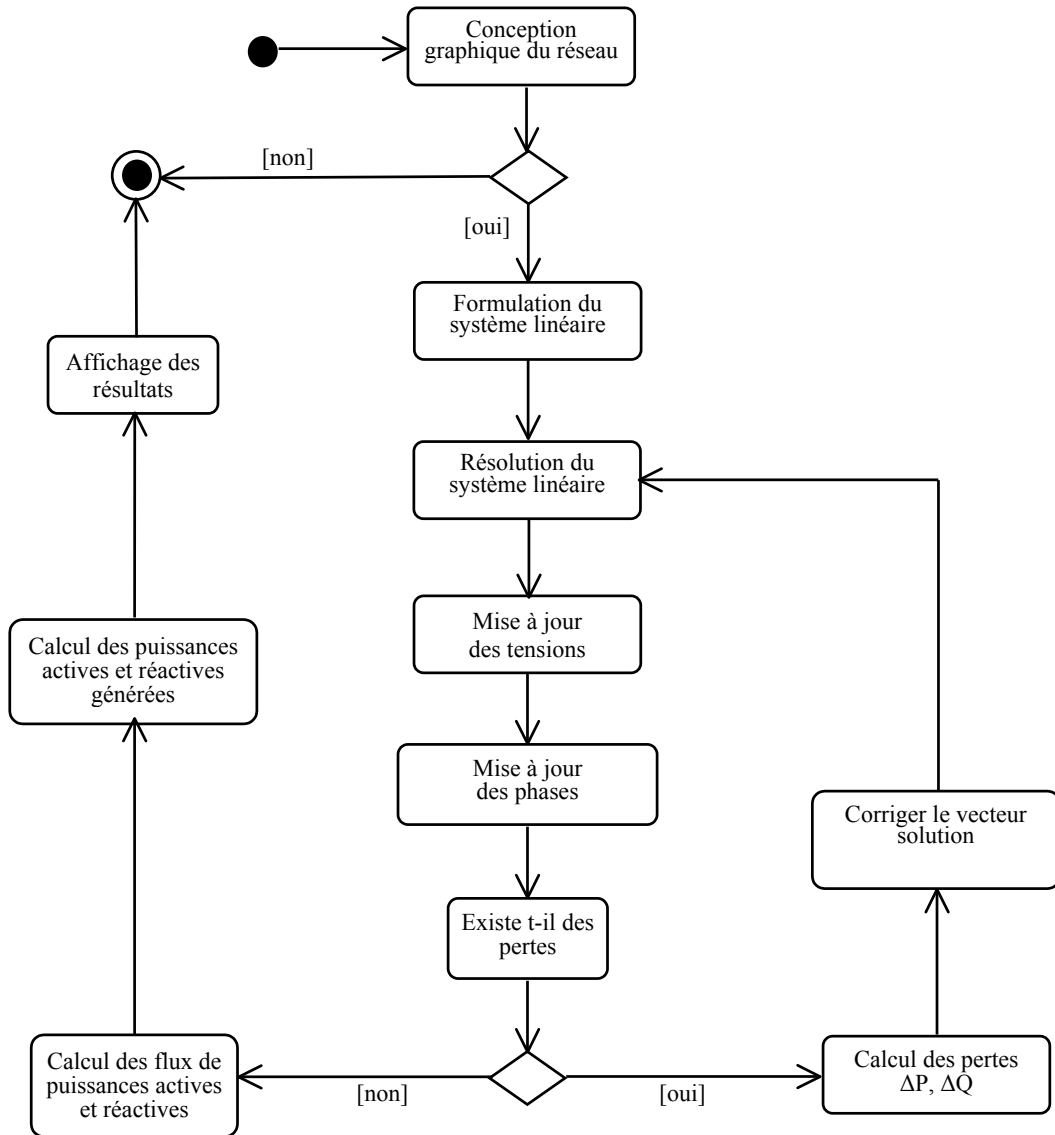 Conception
graphique du réseau
[non]
[oui]
Formulation du
système linéaire
Affichage des
résultats
Résolution du
système linéaire
Mise à jour
des tensions
Calcul des puissances
actives et réactives
générées
Mise à jour
des phases
Corriger le vecteur
solution
Existe t-il des
pertes
Calcul des flux de
puissances actives
et réactives
[non]
[oui]
Calcul des pertes
ΔP, ΔQ